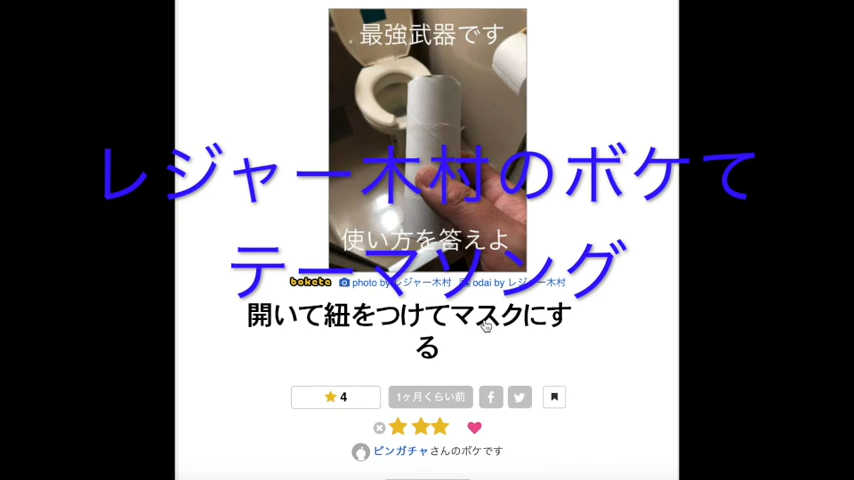 最強武器です
レジャー木村のボケて
使い方を答えよ
テーマソング
bokete photo by レジャー木村 odai by レジャー木村
開いて紐をつけてマスクにす
る
4 1ヶ月くらい前
ピンガチャさんのボケです